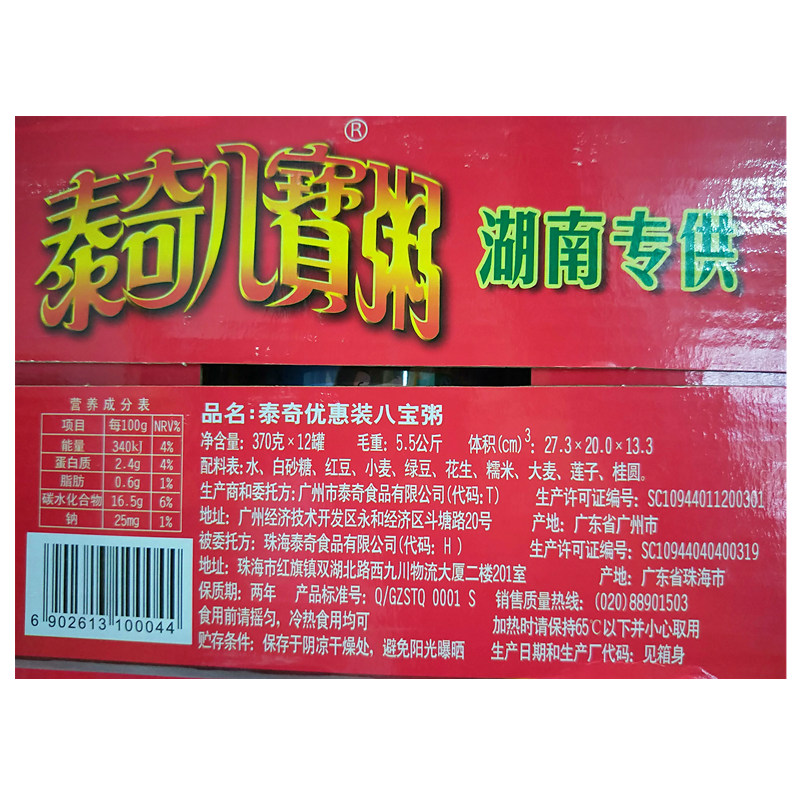 泰奇八寶粥®
湖南专供
营养成分表
项目 每100g NRV%
能量 340kJ 4%
蛋白质 2.4g 4%
脂肪 0.6g 1%
碳水化合物 16.5g 6%
钠 25mg 1%
6 902613 100044
品名:泰奇优惠装八宝粥
净含量: 370克×12罐 毛重: 5.5公斤 体积(cm)³: 27.3×20.0×13.3
配料表:水、白砂糖、红豆、小麦、绿豆、花生、糯米、大麦、莲子、桂圆。
生产商和委托方:广州市泰奇食品有限公司(代码:T) 生产许可证编号: SC10944011200301
地址: 广州经济技术开发区永和经济区斗塘路20号 产地: 广东省广州市
被委托方: 珠海泰奇食品有限公司(代码: H ) 生产许可证编号: SC10944040400319
地址: 珠海市红旗镇双湖北路西九川物流大厦二楼201室 产地: 广东省珠海市
保质期: 两年 产品标准号: Q/GZSTQ 0001 S 销售质量热线: (020)88901503
食用前请摇匀, 冷热食用均可 加热时请保持65℃以下并小心取用
贮存条件: 保存于阴凉干燥处, 避免阳光曝晒 生产日期和生产厂代码: 见箱身